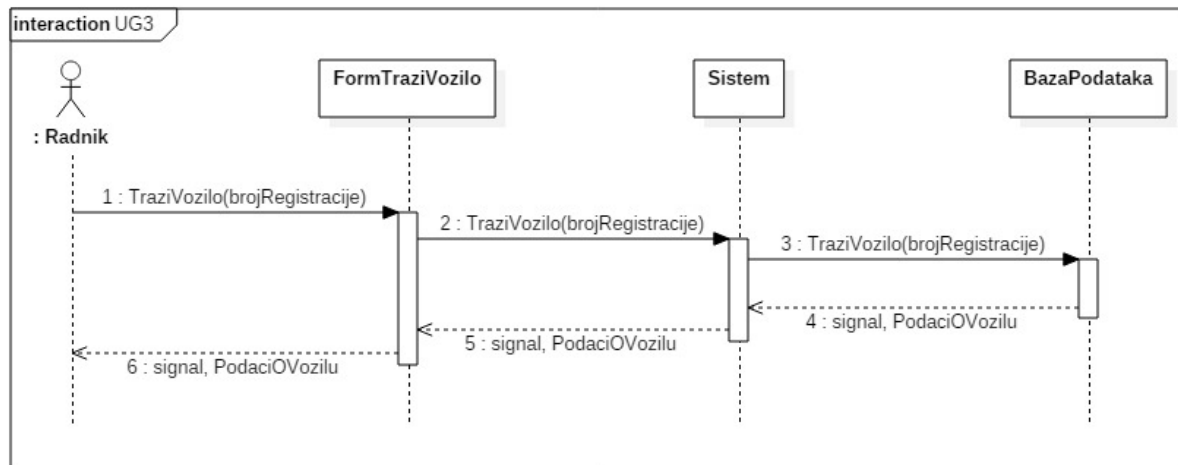 interaction UG3
FormTraziVozilo
Sistem
BazaPodataka
: Radnik
1 : TraziVozilo(brojRegistracije)
2 : TraziVozilo(brojRegistracije)
3 : TraziVozilo(brojRegistracije)
4 : signal, PodaciOVozilu
5 : signal, PodaciOVozilu
6 : signal, PodaciOVozilu